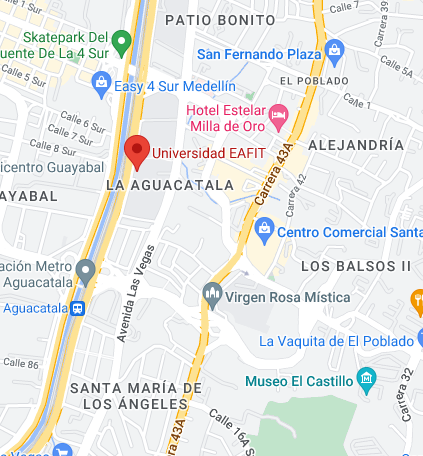 PATIO BONITO
Calle 7
Carrera 39
Skatepark Del
uente De La 4 Sur
San Fernando Plaza
Calle 5A
EL POBLADO
Easy 4 Sur Medellín
Calle 1
Calle 6 Sur
Calle 7 Sur
Calle 8 Sur
Hotel Estelar
Milla de Oro
ALEJANDRÍA
Universidad EAFIT
icentro Guayabal
LA AGUACATALA
AYABAL
Carrera 43A
Carrera 42
Centro Comercial Santa
ación Metro
Aguacatala
LOS BALSOS II
Virgen Rosa Mística
Aguacatala
Avenida Las Vegas
La Vaquita de El Poblado
Calle 86
Museo El Castillo
SANTA MARÍA DE
LOS ÁNGELES
Carrera 32
Calle 16A S
43A
s Vegas